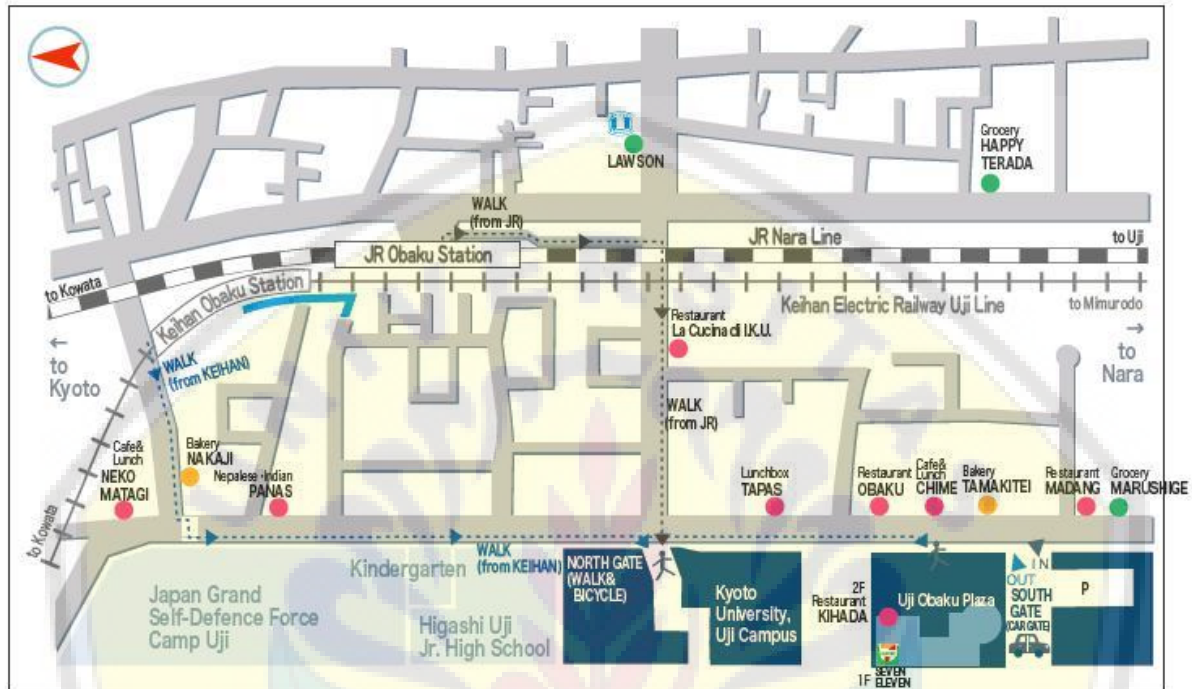 Grocery
HAPPY
TERADA
LAWSON
WALK
(from JR)
JR Nara Line
to Uji
JR Obaku Station
to Kowata
Keihan Obaku Station
Keihan Electric Railway Uji Line
to Mimurodo
←
to
Kyoto
→
to
Nara
WALK
(from KEIHAN)
Restaurant
La Cucina di I.K.U.
WALK
(from JR)
Cafe&
Lunch
NEKO
MATAGI
Bakery
NAKAJI
Nepalese·Indian
PANAS
Lunchbox
TAPAS
Restaurant
OBAKU
Cafe&
Lunch
CHIME
Bakery
TAMAKITEI
Restaurant
MADANG
Grocery
MARUSHIGE
to Kowata
WALK
(from KEIHAN)
Kindergarten
Japan Grand
Self-Defence Force
Camp Uji
Higashi Uji
Jr. High School
NORTH GATE
(WALK&
BICYCLE)
Kyoto
University,
Uji Campus
2F
Restaurant
KIHADA
Uji Obaku Plaza
SEVEN
ELEVEN
1F
IN
OUT
SOUTH
GATE
(CAR GATE)
P